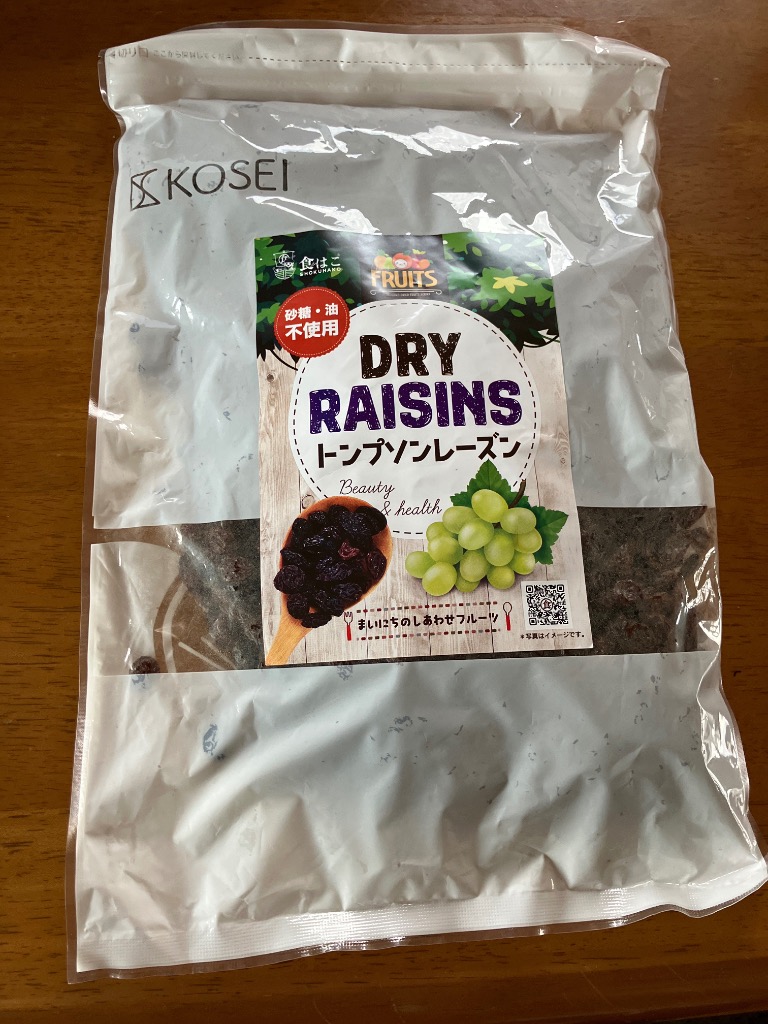 KOSEI
食はこ
SHOKUHAKO
FRUITS
砂糖・油
不使用
DRY
RAISINS
トンプソンレーズン
Beauty
& health
まいにちのしあわせフルーツ
*写真はイメージです。